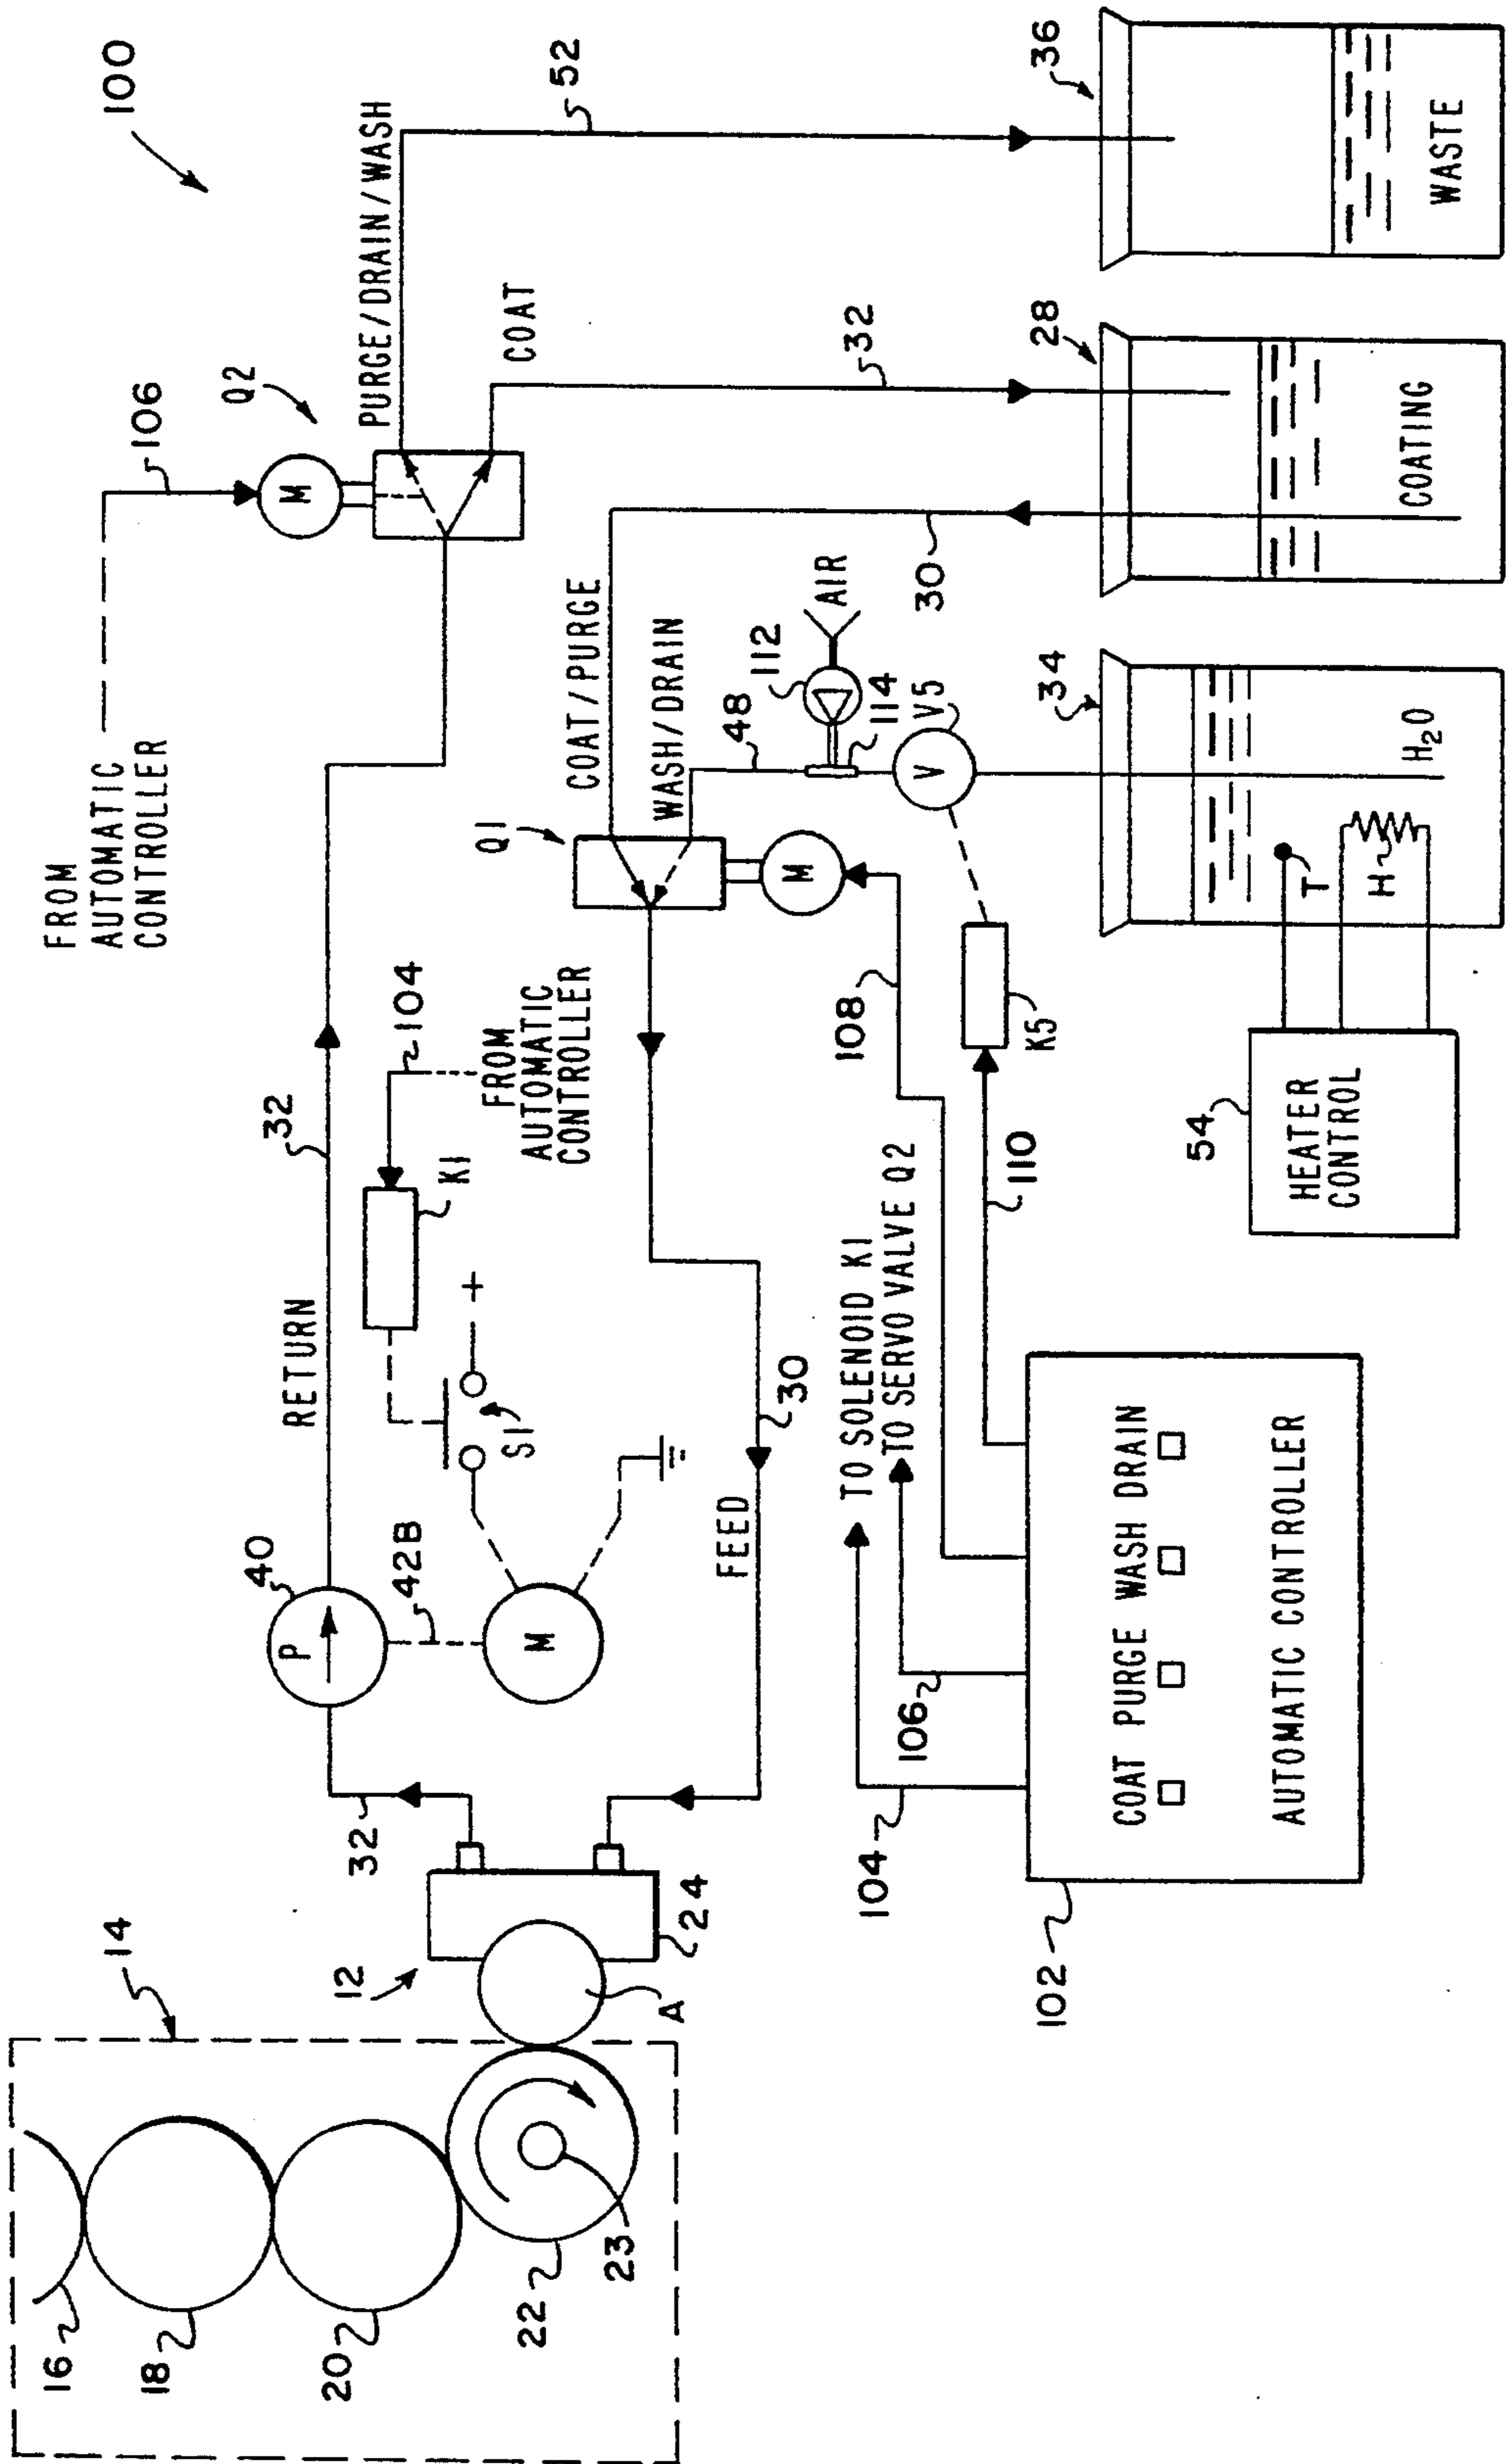 100
FROM
AUTOMATIC
CONTROLLER
106
Q2
M
PURGE/DRAIN/WASH
COAT
52
36
WASTE
32
28
COATING
30
COAT/PURGE
WASH/DRAIN
Q1
M
48
112
AIR
114
V5
V
34
H2O
T
H
54
HEATER
CONTROL
K5
108
110
RETURN
32
104
FROM
AUTOMATIC
CONTROLLER
K1
+
S1
40
P
42B
M
FEED
30
32
TO SOLENOID K1
TO SERVO VALVE Q2
106
104
COAT PURGE WASH DRAIN
AUTOMATIC CONTROLLER
102
14
12
24
A
16
18
20
22
23